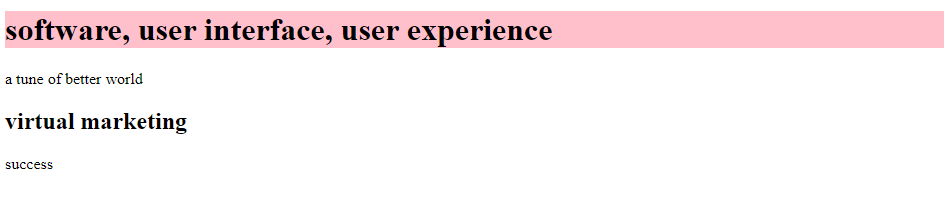 software, user interface, user experience
a tune of better world
virtual marketing
success